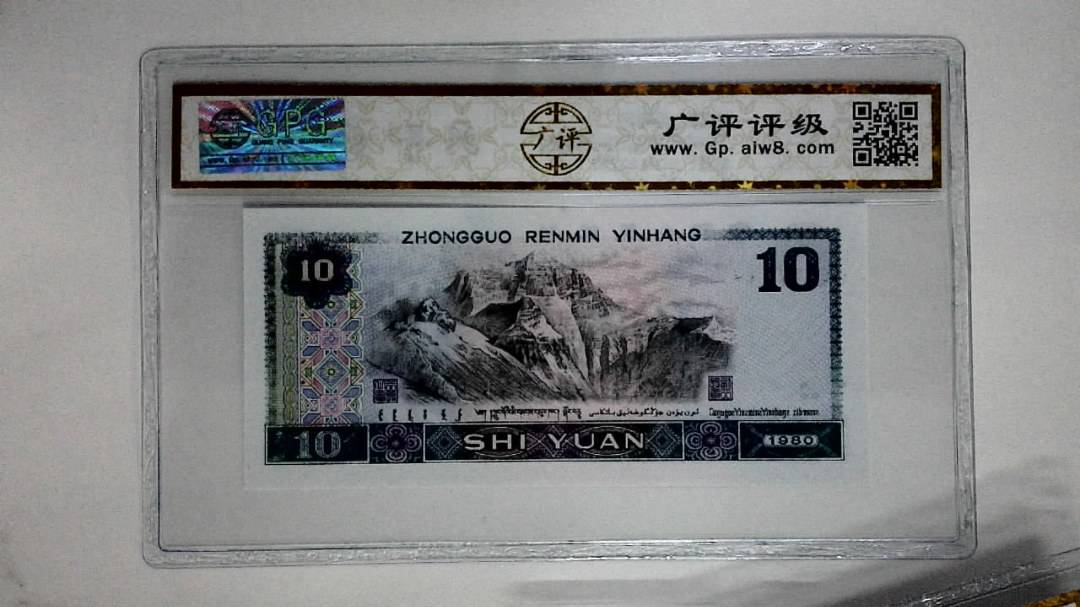 GPG
广评
广评评级
www.Gp.aiw8.com
ZHONGGUO RENMIN YINHANG
10
10
10
SHI YUAN
1980